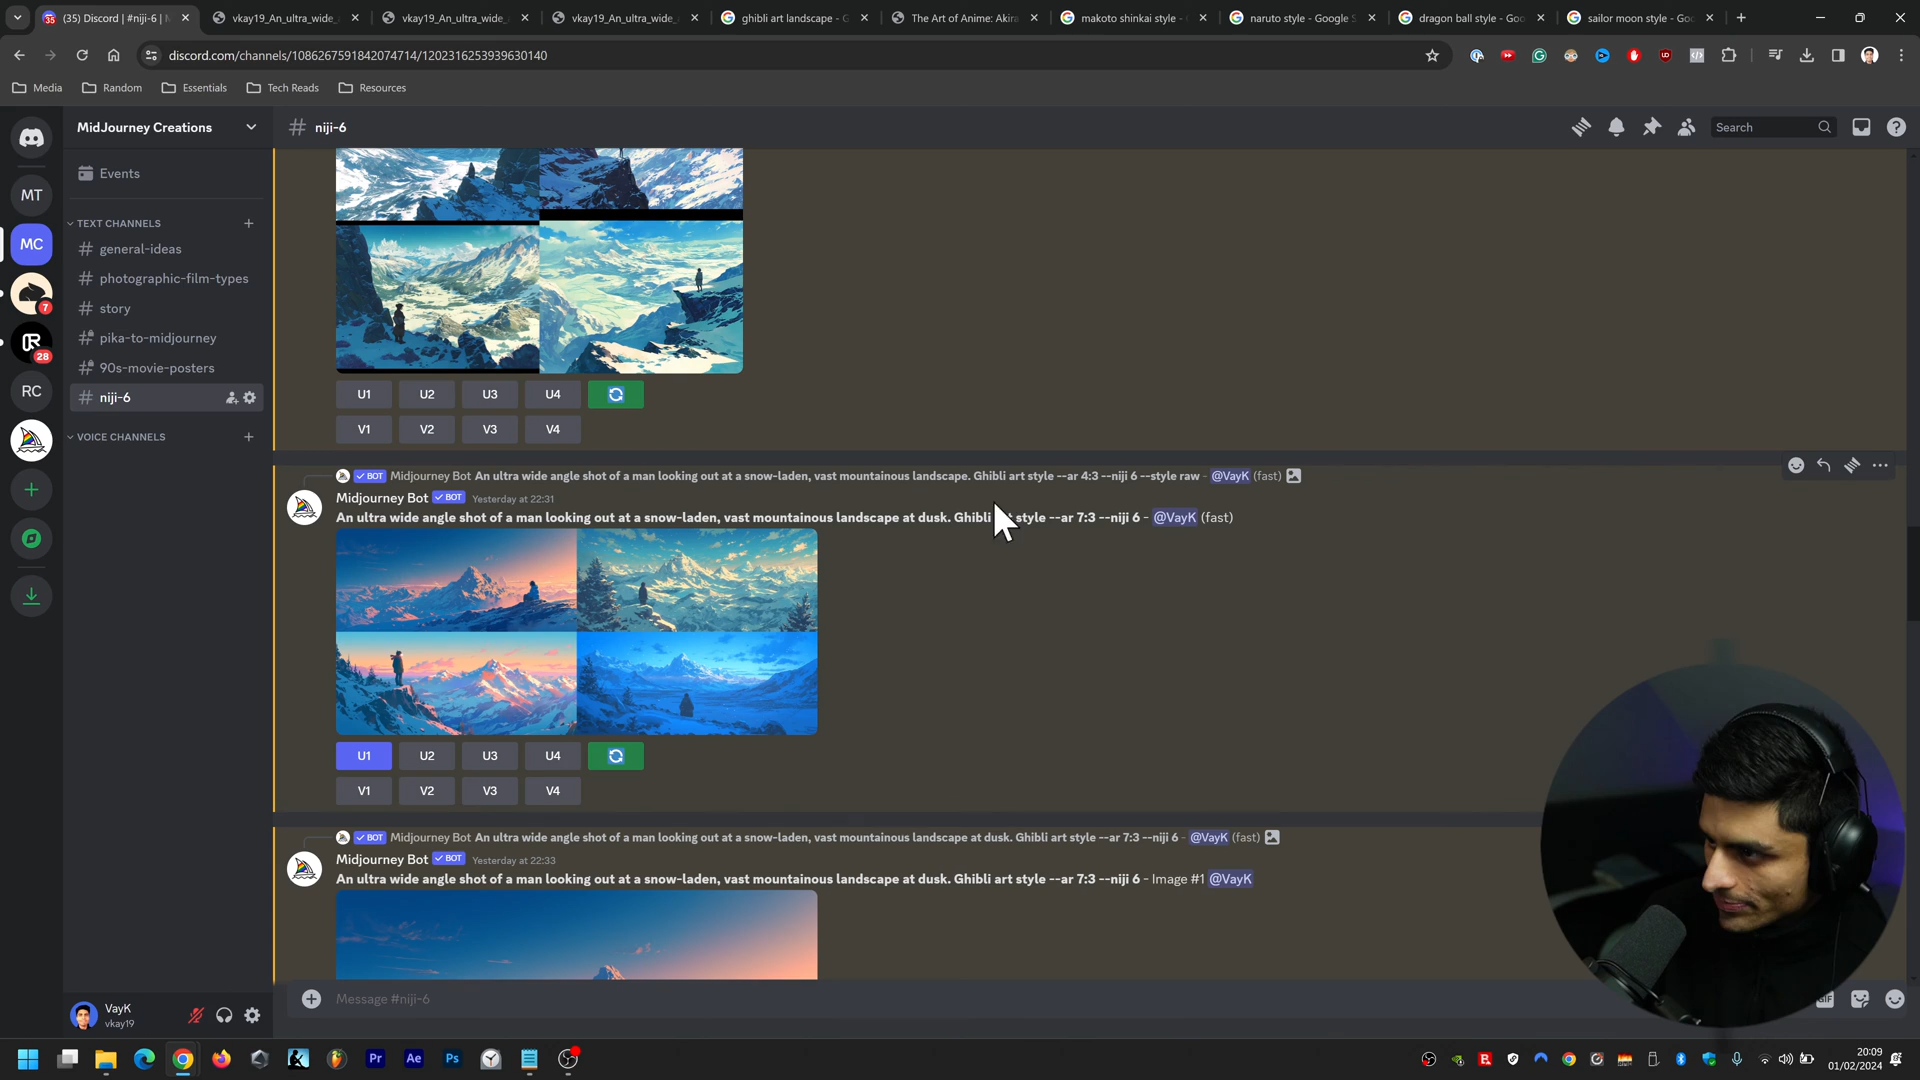 (35) Discord | #niji-6 | M
vkay19_An_ultra_wide_
vkay19_An_ultra_wide_
vkay19_An_ultra_wide_
ghibli art landscape - G
The Art of Anime: Akira
makoto shinkai style -
naruto style - Google S
dragon ball style - Goo
sailor moon style - Goo
discord.com/channels/1086267591842074714/1202316253939630140
Media
Random
Essentials
Tech Reads
Resources
MidJourney Creations
niji-6
Search
Events
TEXT CHANNELS
general-ideas
photographic-film-types
story
pika-to-midjourney
90s-movie-posters
niji-6
VOICE CHANNELS
MT
MC
7
28
RC
U1 U2 U3 U4
V1 V2 V3 V4
BOT Midjourney Bot An ultra wide angle shot of a man looking out at a snow-laden, vast mountainous landscape. Ghibli art style --ar 4:3 --niji 6 --style raw - @VayK (fast)
Midjourney Bot BOT Yesterday at 22:31
An ultra wide angle shot of a man looking out at a snow-laden, vast mountainous landscape at dusk. Ghibli style --ar 7:3 --niji 6 - @VayK (fast)
U1 U2 U3 U4
V1 V2 V3 V4
BOT Midjourney Bot An ultra wide angle shot of a man looking out at a snow-laden, vast mountainous landscape at dusk. Ghibli art style --ar 7:3 --niji 6 - @VayK (fast)
Midjourney Bot BOT Yesterday at 22:33
An ultra wide angle shot of a man looking out at a snow-laden, vast mountainous landscape at dusk. Ghibli art style --ar 7:3 --niji 6 - Image #1 @VayK
Message #niji-6
GIF
VayK
vkay19
Pr
Ae
Ps
20:09
01/02/2024